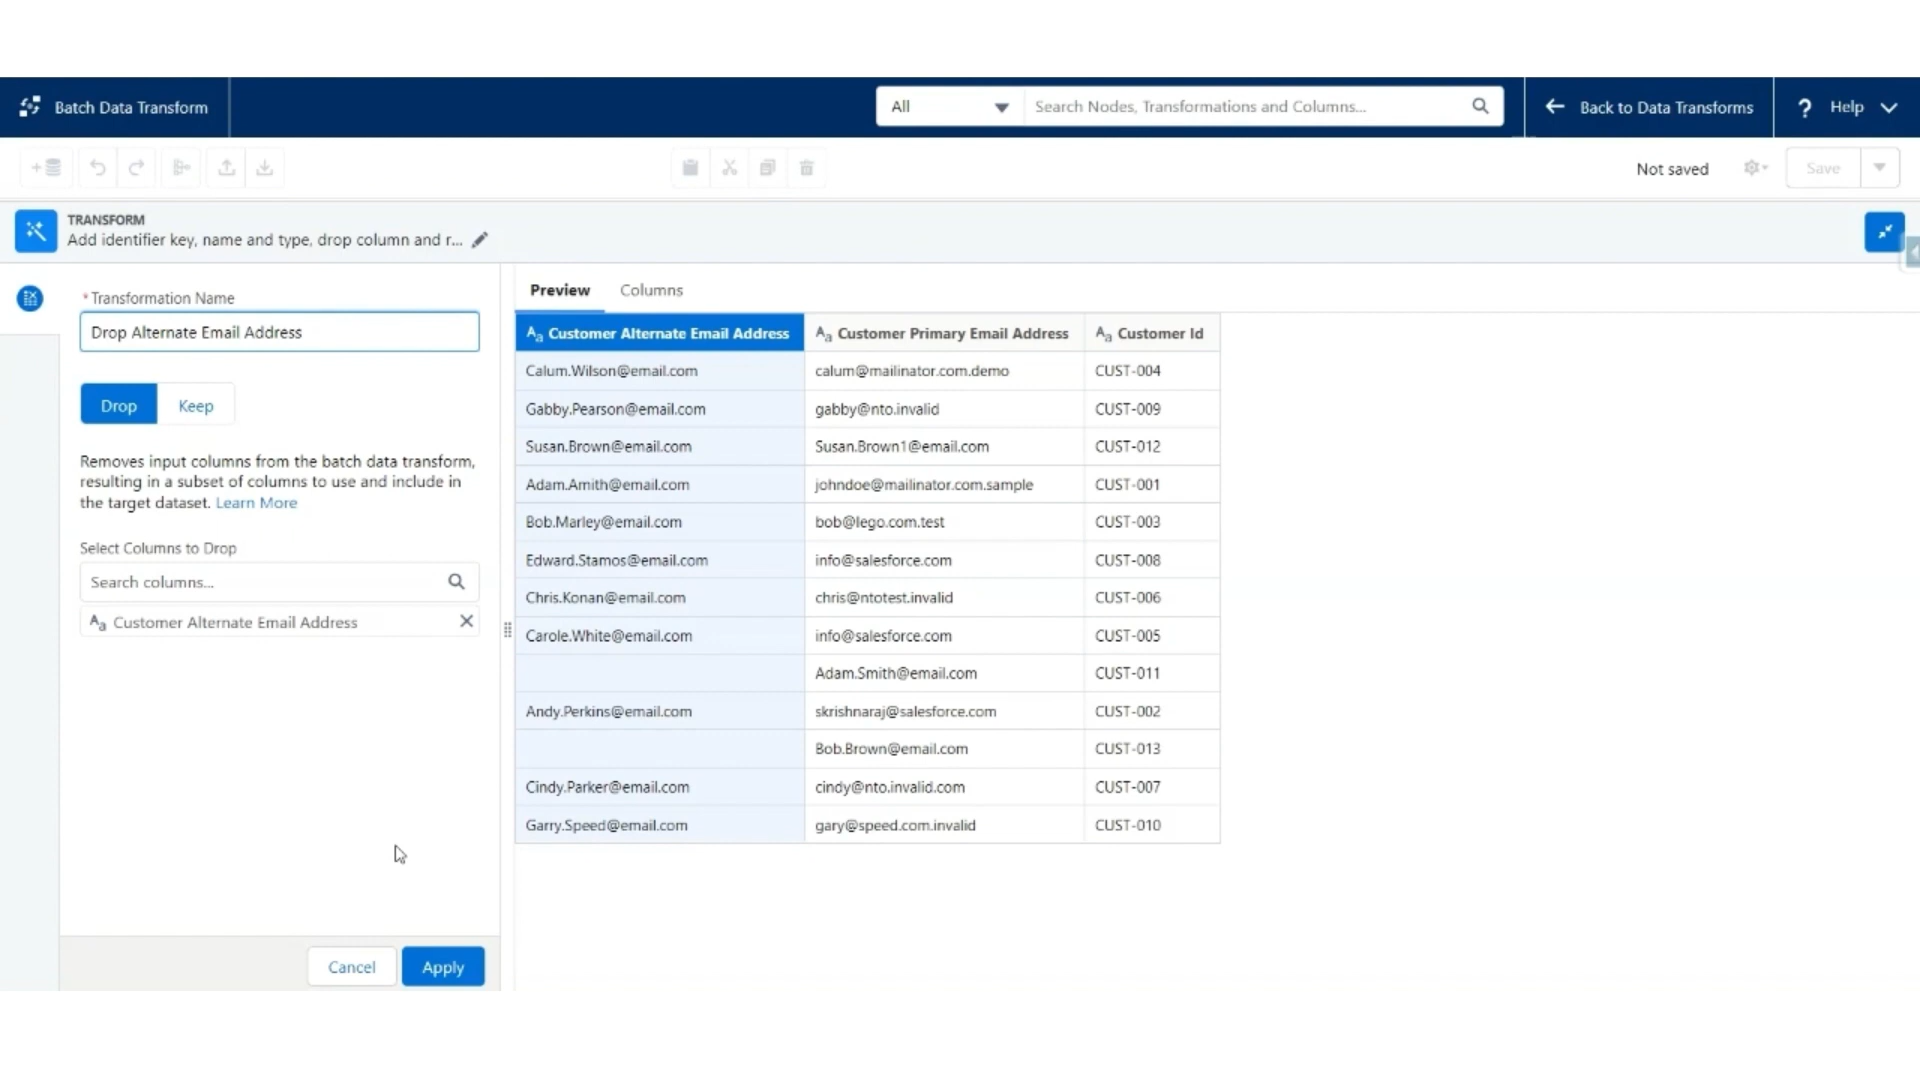 Batch Data Transform
All
Search Nodes, Transformations and Columns...
Back to Data Transforms
? Help
Not saved
Save
TRANSFORM
Add identifier key, name and type, drop column and r...
* Transformation Name
Drop Alternate Email Address
Drop
Keep
Removes input columns from the batch data transform,
resulting in a subset of columns to use and include in
the target dataset. Learn More
Select Columns to Drop
Search columns...
Aa Customer Alternate Email Address
Cancel
Apply
Preview
Columns
Aa Customer Alternate Email Address Aa Customer Primary Email Address Aa Customer Id
Calum.Wilson@email.com calum@mailinator.com.demo CUST-004
Gabby.Pearson@email.com gabby@nto.invalid CUST-009
Susan.Brown@email.com Susan.Brown1@email.com CUST-012
Adam.Amith@email.com johndoe@mailinator.com.sample CUST-001
Bob.Marley@email.com bob@lego.com.test CUST-003
Edward.Stamos@email.com info@salesforce.com CUST-008
Chris.Konan@email.com chris@ntotest.invalid CUST-006
Carole.White@email.com info@salesforce.com CUST-005
Adam.Smith@email.com CUST-011
Andy.Perkins@email.com skrishnaraj@salesforce.com CUST-002
Bob.Brown@email.com CUST-013
Cindy.Parker@email.com cindy@nto.invalid.com CUST-007
Garry.Speed@email.com gary@speed.com.invalid CUST-010